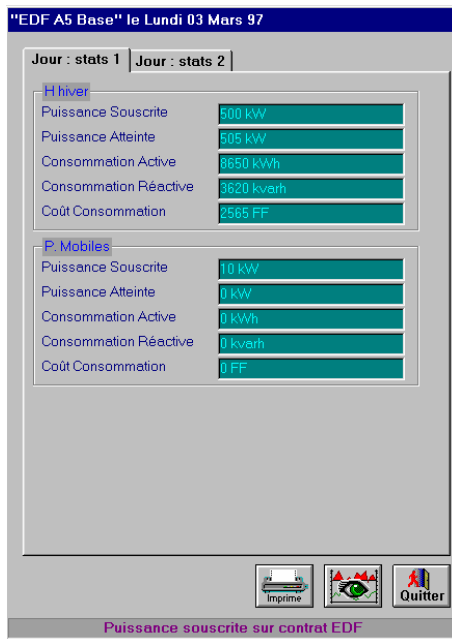 "EDF A5 Base" le Lundi 03 Mars 97
Jour : stats 1 Jour : stats 2
H hiver
Puissance Souscrite 500 kW
Puissance Atteinte 505 kW
Consommation Active 8650 kWh
Consommation Réactive 3620 kvarh
Coût Consommation 2565 FF
P. Mobiles
Puissance Souscrite 10 kW
Puissance Atteinte 0 kW
Consommation Active 0 kWh
Consommation Réactive 0 kvarh
Coût Consommation 0 FF
Imprime Quitter
Puissance souscrite sur contrat EDF